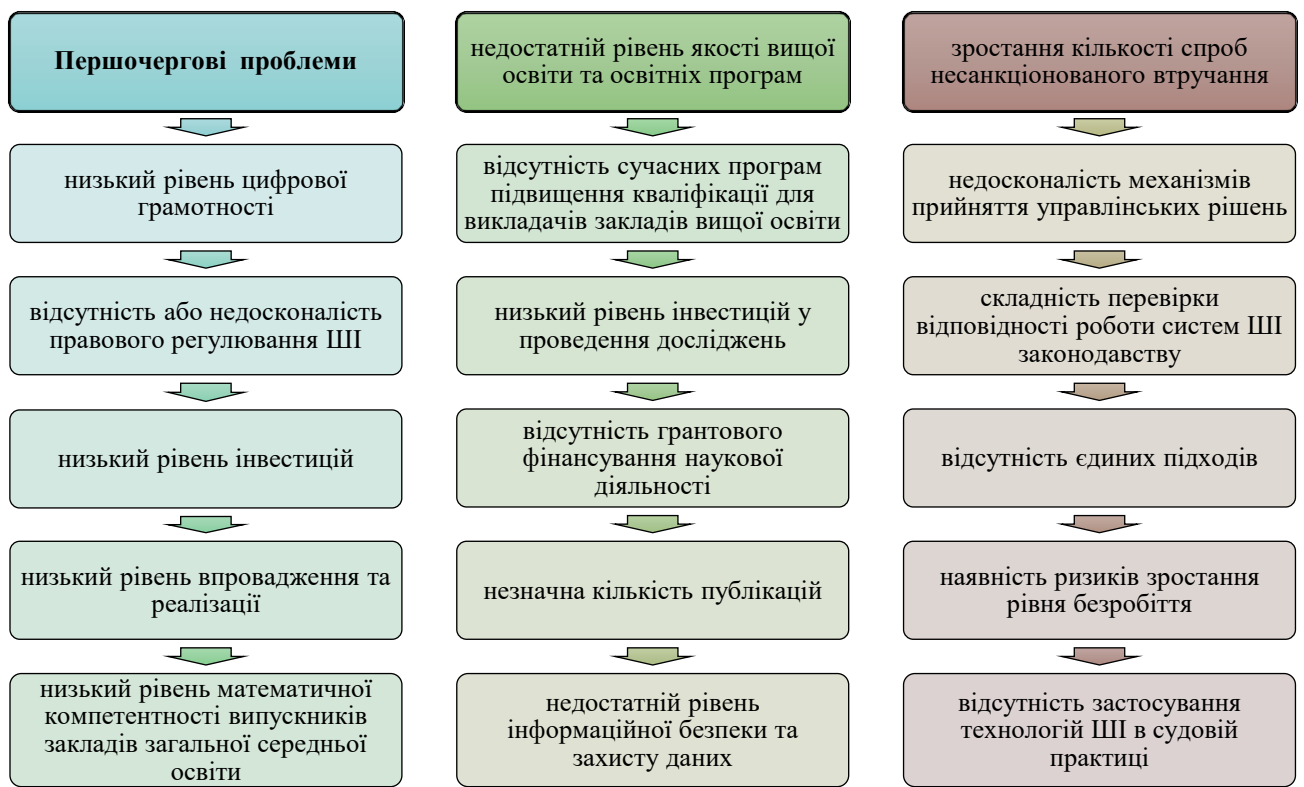 Першочергові проблеми
низький рівень цифрової
грамотності
відсутність або недосконалість
правового регулювання ШІ
низький рівень інвестицій
низький рівень впровадження та
реалізації
низький рівень математичної
компетентності випускників
закладів загальної середньої
освіти
недостатній рівень якості вищої
освіти та освітніх програм
відсутність сучасних програм
підвищення кваліфікації для
викладачів закладів вищої освіти
низький рівень інвестицій у
проведення досліджень
відсутність грантового
фінансування наукової
діяльності
незначна кількість публікацій
недостатній рівень
інформаційної безпеки та
захисту даних
зростання кількості спроб
несанкціонованого втручання
недосконалість механізмів
прийняття управлінських рішень
складність перевірки
відповідності роботи систем ШІ
законодавству
відсутність єдиних підходів
наявність ризиків зростання
рівня безробіття
відсутність застосування
технологій ШІ в судовій
практиці